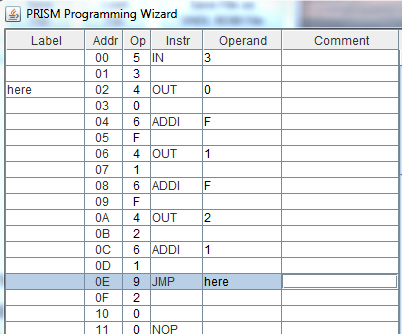 PRISM Programming Wizard
Label Addr Op Instr Operand Comment
00 5 IN 3
01 3
here 02 4 OUT 0
03 0
04 6 ADDI F
05 F
06 4 OUT 1
07 1
08 6 ADDI F
09 F
0A 4 OUT 2
0B 2
0C 6 ADDI 1
0D 1
0E 9 JMP here
0F 2
10 0
11 0 NOP